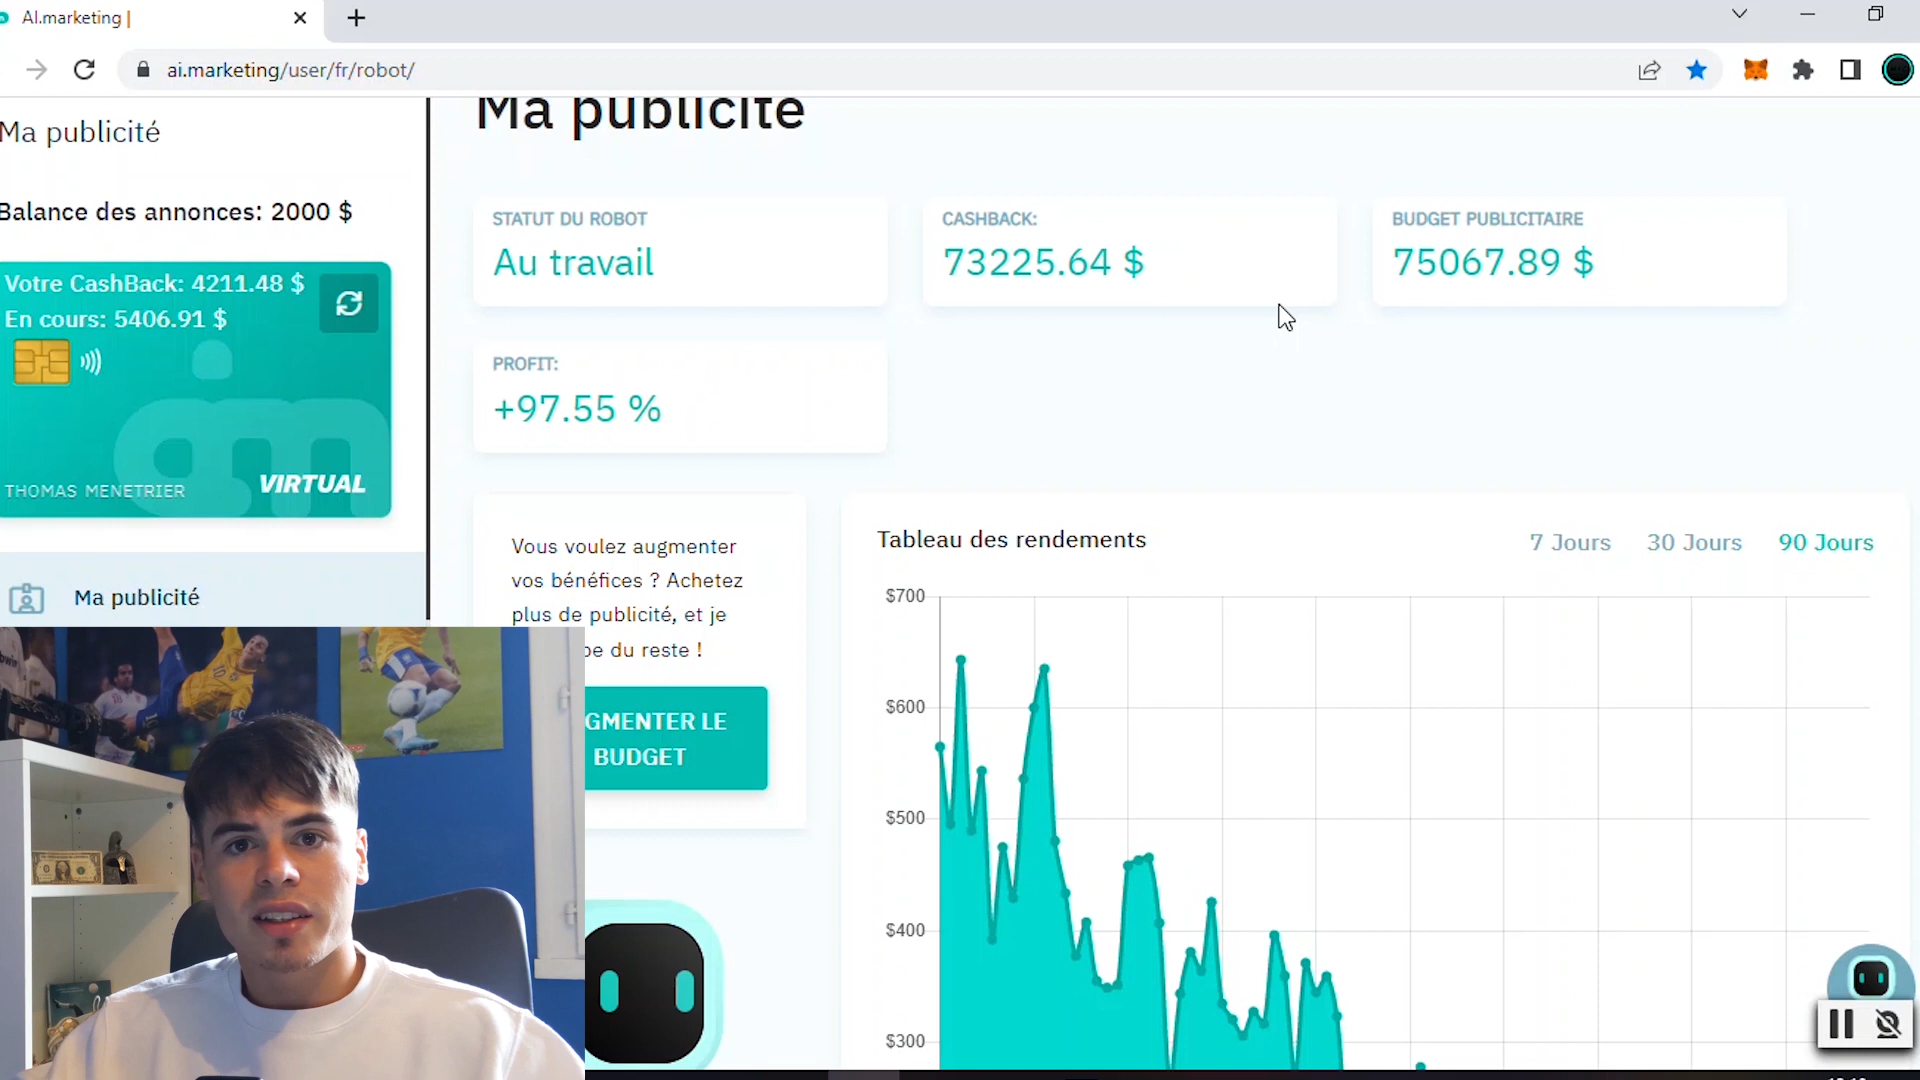 AI.marketing |
ai.marketing/user/fr/robot/
Ma publicité
Balance des annonces: 2000 $
Votre CashBack: 4211.48 $
En cours: 5406.91 $
THOMAS MENETRIER
VIRTUAL
Ma publicité
Ma publicité
STATUT DU ROBOT
Au travail
CASHBACK:
73225.64 $
BUDGET PUBLICITAIRE
75067.89 $
PROFIT:
+97.55 %
Vous voulez augmenter
vos bénéfices ? Achetez
plus de publicité, et je
pe du reste !
GMENTER LE
BUDGET
Tableau des rendements
7 Jours
30 Jours
90 Jours
$700
$600
$500
$400
$300